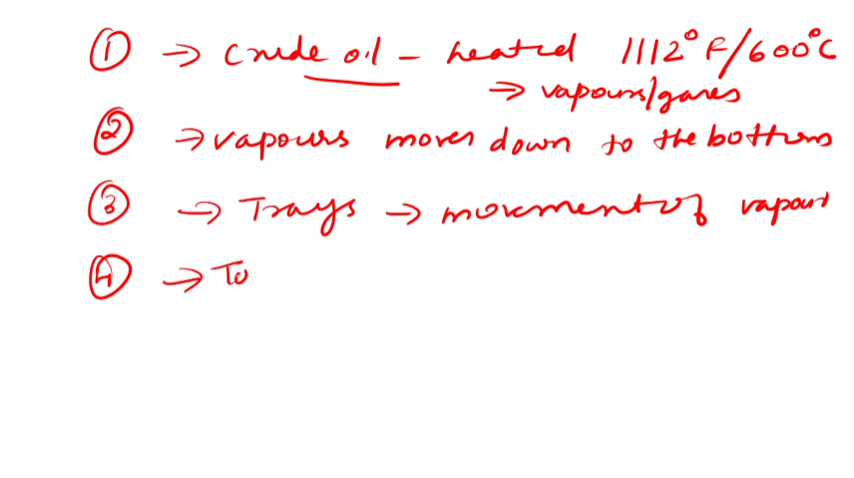 ① → Crude oil – heated 1112°F/600°C
→ vapours/gases
② → vapours moves down to the bottom
③ → Trays → movement of vapour
④ → To